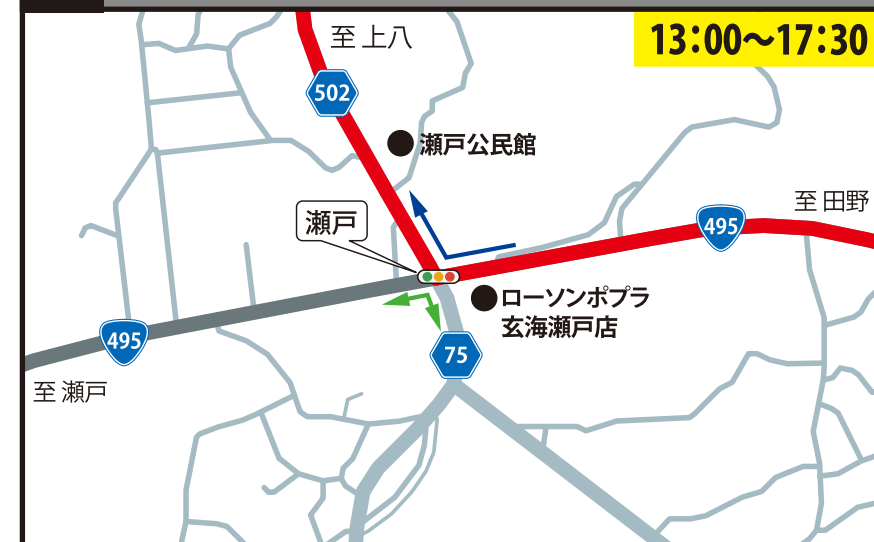 13:00〜17:30
至 上八
502
瀬戸公民館
至 田野
495
瀬戸
ローソンポプラ
玄海瀬戸店
495
75
至 瀬戸